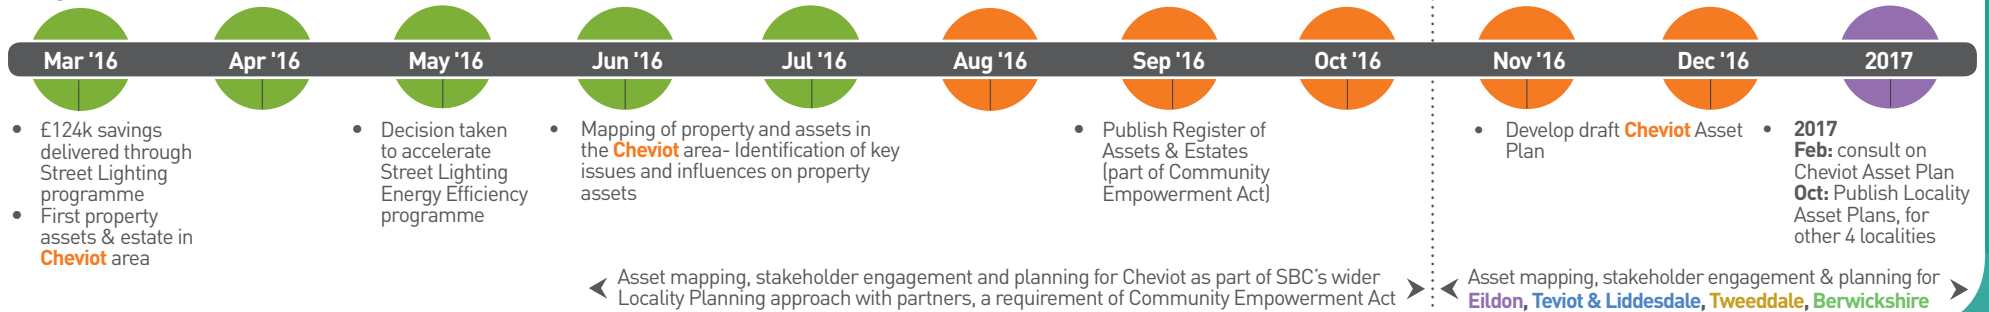 Mar '16
Apr '16
May '16
Jun '16
Jul '16
Aug '16
Sep '16
Oct '16
Nov '16
Dec '16
2017
• £124k savings
delivered through
Street Lighting
programme
• First property
assets & estate in
Cheviot area
• Decision taken
to accelerate
Street Lighting
Energy Efficiency
programme
• Mapping of property and assets in
the Cheviot area- Identification of key
issues and influences on property
assets
• Publish Register of
Assets & Estates
(part of Community
Empowerment Act)
• Develop draft Cheviot Asset
Plan
• 2017
Feb: consult on
Cheviot Asset Plan
Oct: Publish Locality
Asset Plans, for
other 4 localities
Asset mapping, stakeholder engagement and planning for Cheviot as part of SBC's wider
Locality Planning approach with partners, a requirement of Community Empowerment Act
Asset mapping, stakeholder engagement & planning for
Eildon, Teviot & Liddesdale, Tweeddale, Berwickshire